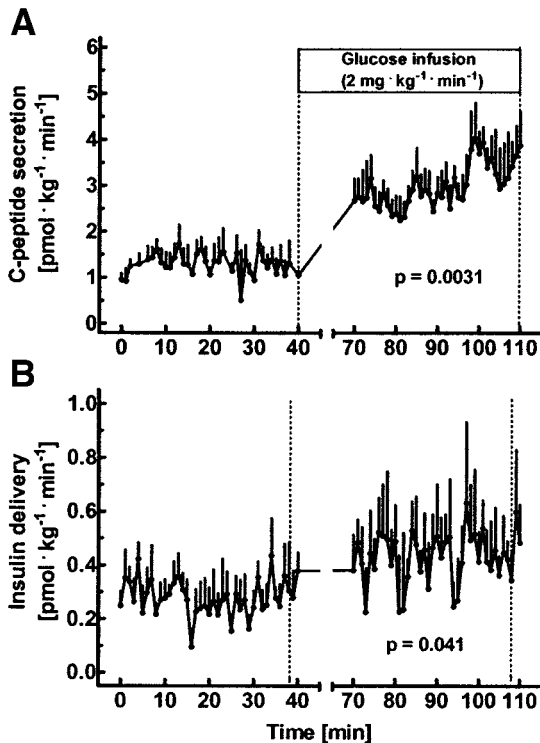 A
Glucose infusion
(2 mg · kg⁻¹ · min⁻¹)
C-peptide secretion
[pmol · kg⁻¹ · min⁻¹]
6
5
4
3
2
1
0
p = 0.0031
0 10 20 30 40 70 80 90 100 110
B
Insulin delivery
[pmol · kg⁻¹ · min⁻¹]
1.0
0.8
0.6
0.4
0.2
0.0
p = 0.041
0 10 20 30 40 70 80 90 100 110
Time [min]